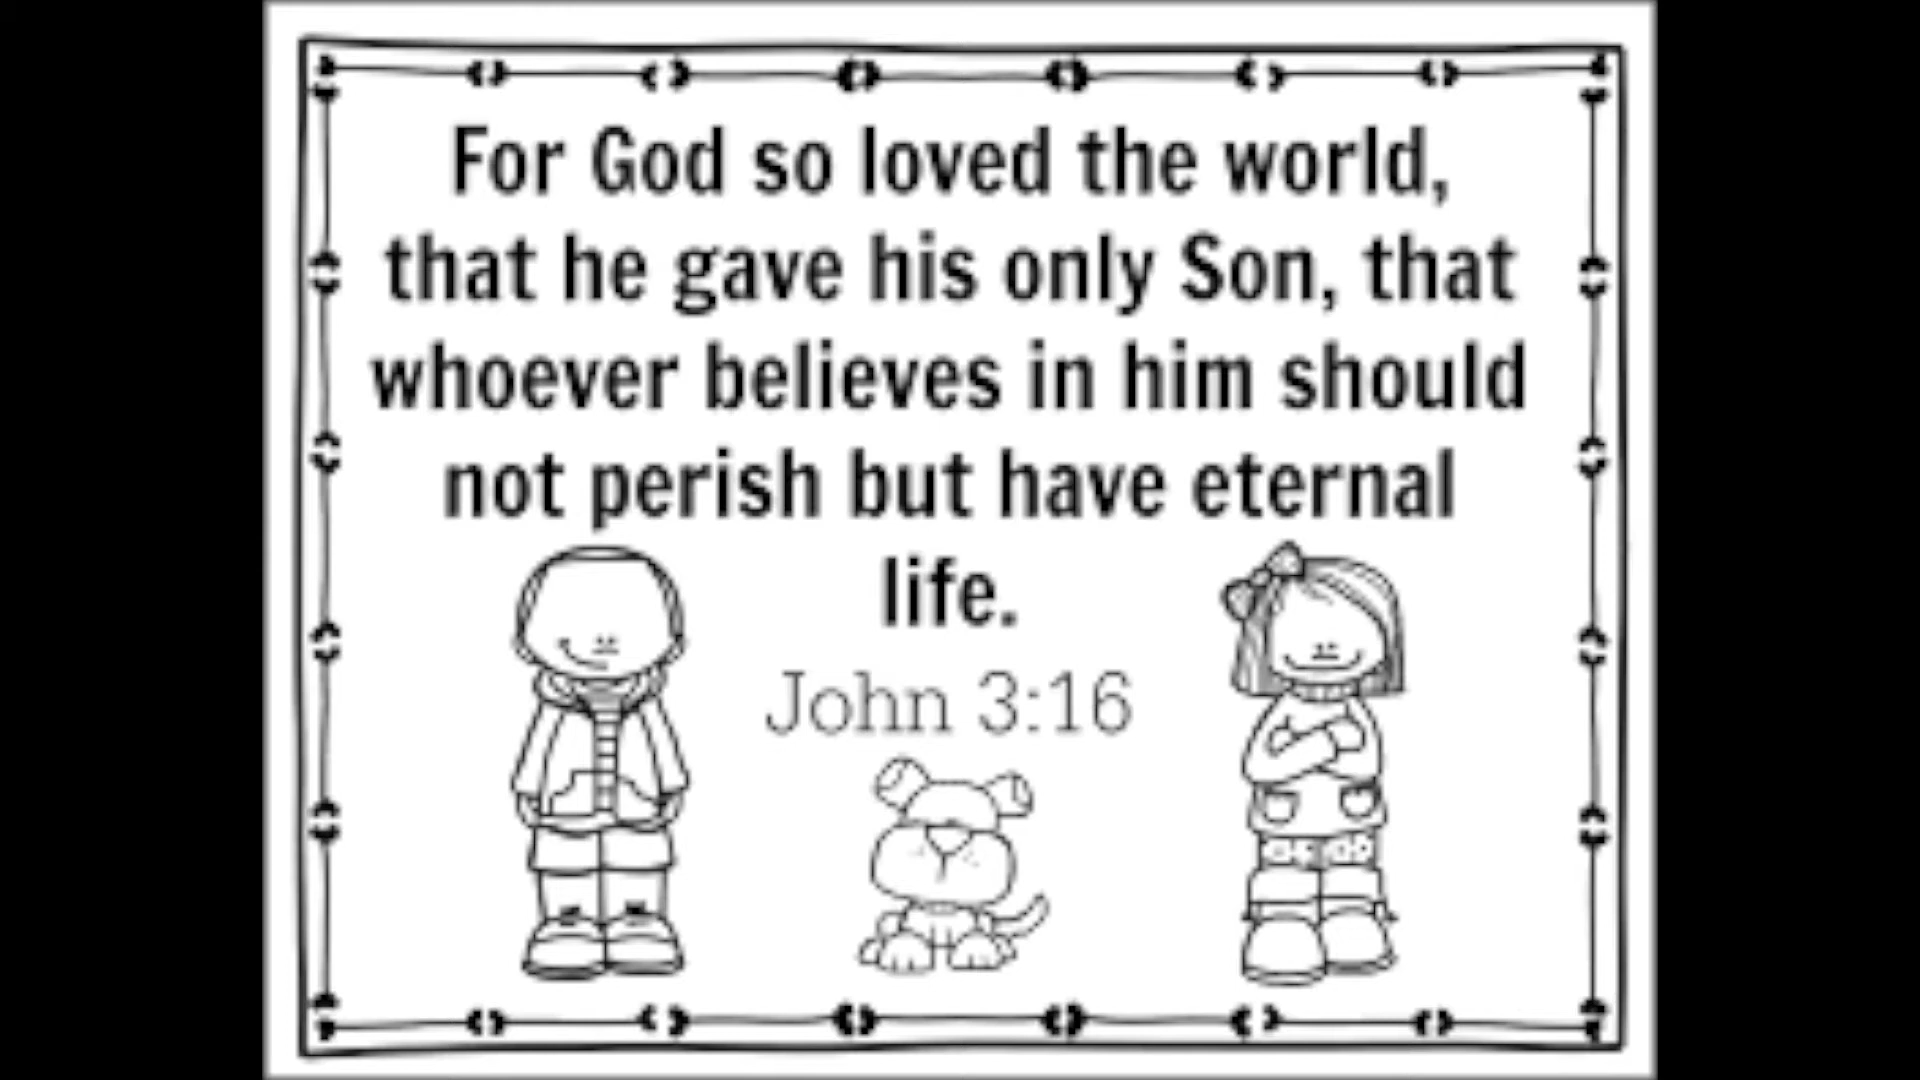 For God so loved the world,
that he gave his only Son, that
whoever believes in him should
not perish but have eternal
life.
John 3:16